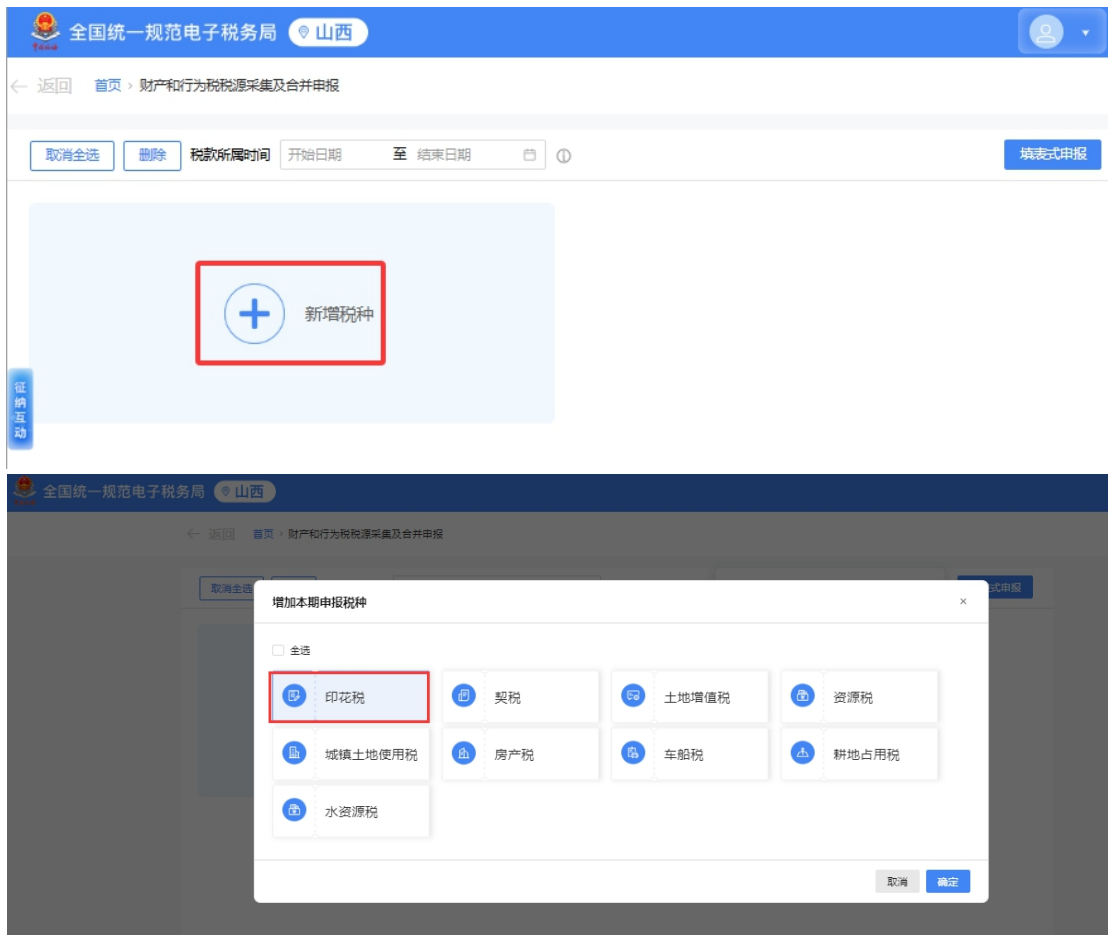 全国统一规范电子税务局 山西
返回 首页 > 财产和行为税税源采集及合并申报
取消全选 删除 税款所属时间 开始日期 至 结束日期 填表式申报
新增税种
征纳互动
全国统一规范电子税务局 山西
返回 首页 > 财产和行为税税源采集及合并申报
取消全选 式申报
增加本期申报税种 ×
全选
印花税 契税 土地增值税 资源税
城镇土地使用税 房产税 车船税 耕地占用税
水资源税
取消 确定